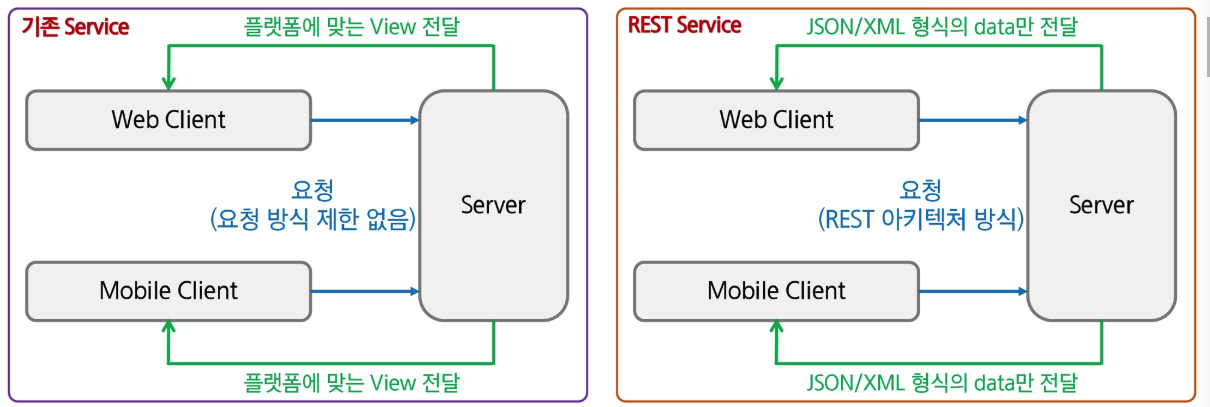 기존 Service
플랫폼에 맞는 View 전달
Web Client
요청
(요청 방식 제한 없음)
Server
Mobile Client
플랫폼에 맞는 View 전달
REST Service
JSON/XML 형식의 data만 전달
Web Client
요청
(REST 아키텍처 방식)
Server
Mobile Client
JSON/XML 형식의 data만 전달